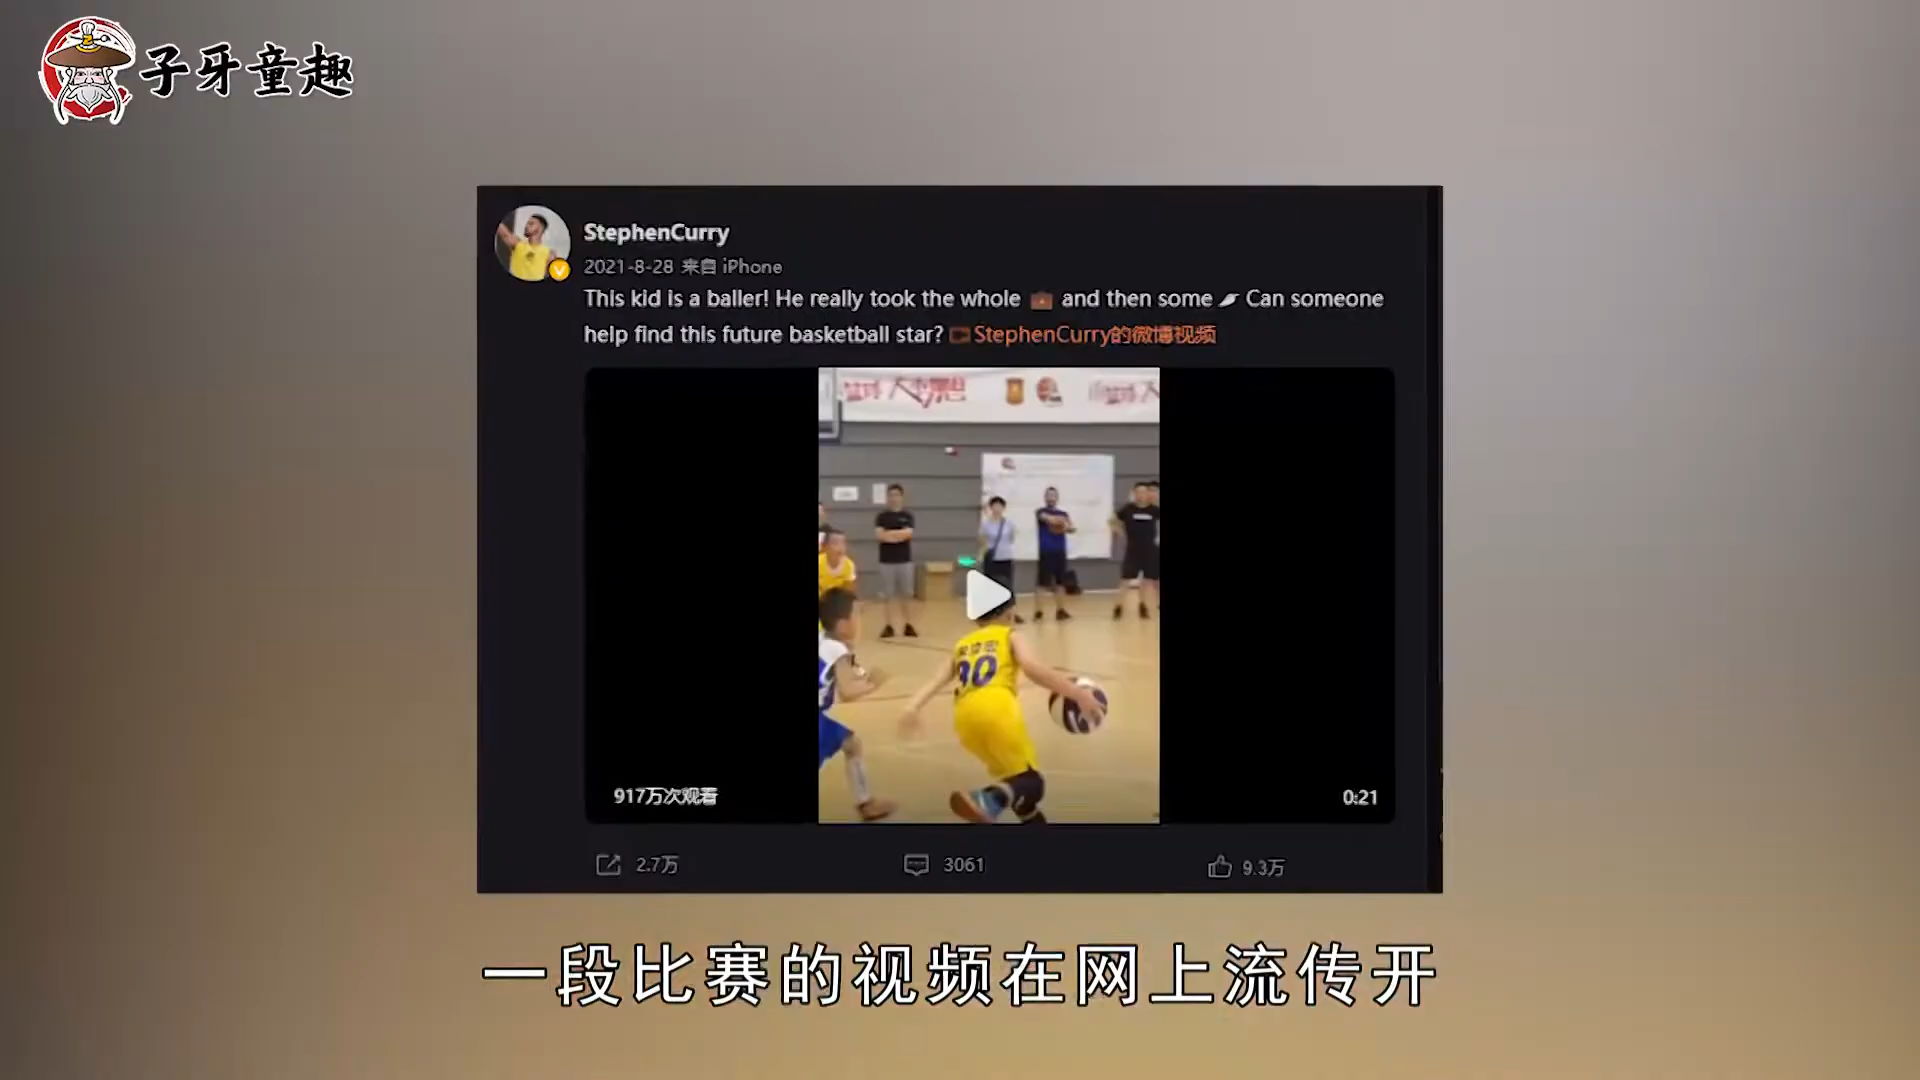 子牙童趣
StephenCurry
2021-8-28 来自 iPhone
This kid is a baller! He really took the whole 💼 and then some Can someone
help find this future basketball star? StephenCurry的微博视频
30
917万次观看
0:21
2.7万
3061
9.3万
一段比赛的视频在网上流传开